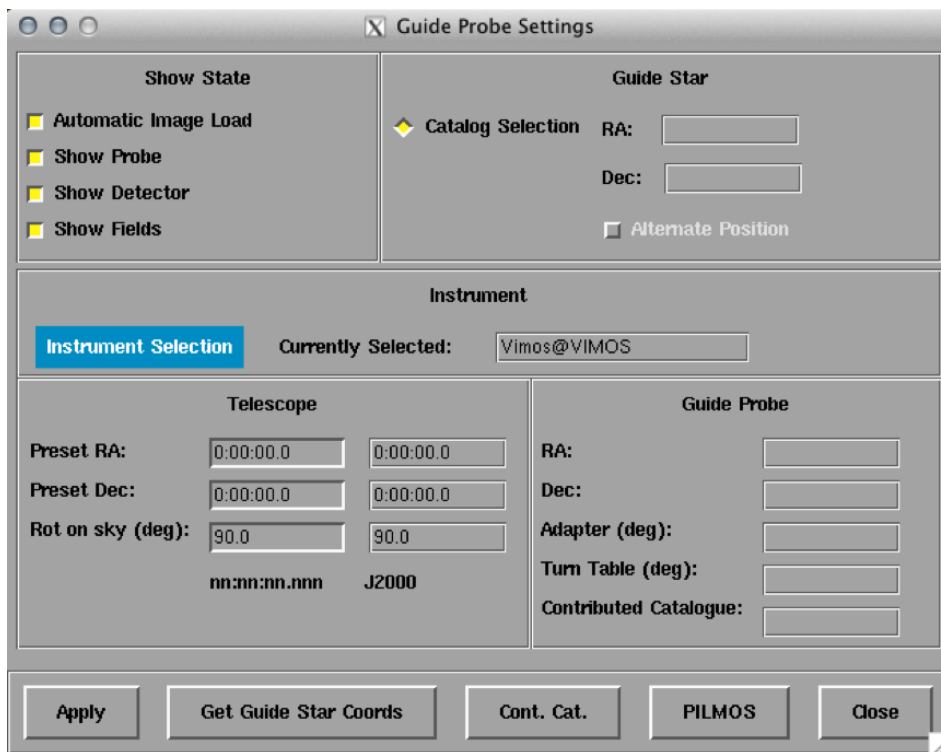 Guide Probe Settings
Show State
Automatic Image Load
Show Probe
Show Detector
Show Fields
Guide Star
Catalog Selection RA:
Dec:
Alternate Position
Instrument
Instrument Selection Currently Selected: Vimos@VIMOS
Telescope
Preset RA: 0:00:00.0 0:00:00.0
Preset Dec: 0:00:00.0 0:00:00.0
Rot on sky (deg): 90.0 90.0
nn:nn:nn.nnn J2000
Guide Probe
RA:
Dec:
Adapter (deg):
Turn Table (deg):
Contributed Catalogue:
Apply Get Guide Star Coords Cont. Cat. PILMOS Close